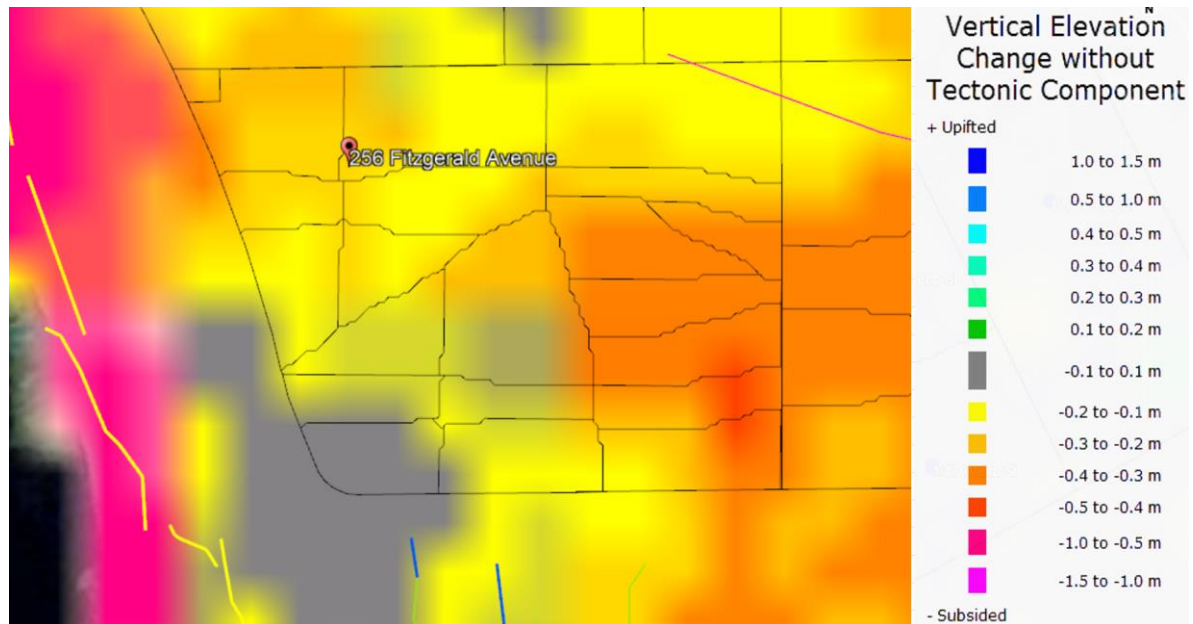 N
Vertical Elevation
Change without
Tectonic Component
+ Upifted
1.0 to 1.5 m
0.5 to 1.0 m
0.4 to 0.5 m
0.3 to 0.4 m
0.2 to 0.3 m
0.1 to 0.2 m
-0.1 to 0.1 m
-0.2 to -0.1 m
-0.3 to -0.2 m
-0.4 to -0.3 m
-0.5 to -0.4 m
-1.0 to -0.5 m
-1.5 to -1.0 m
- Subsided
256 Fitzgerald Avenue